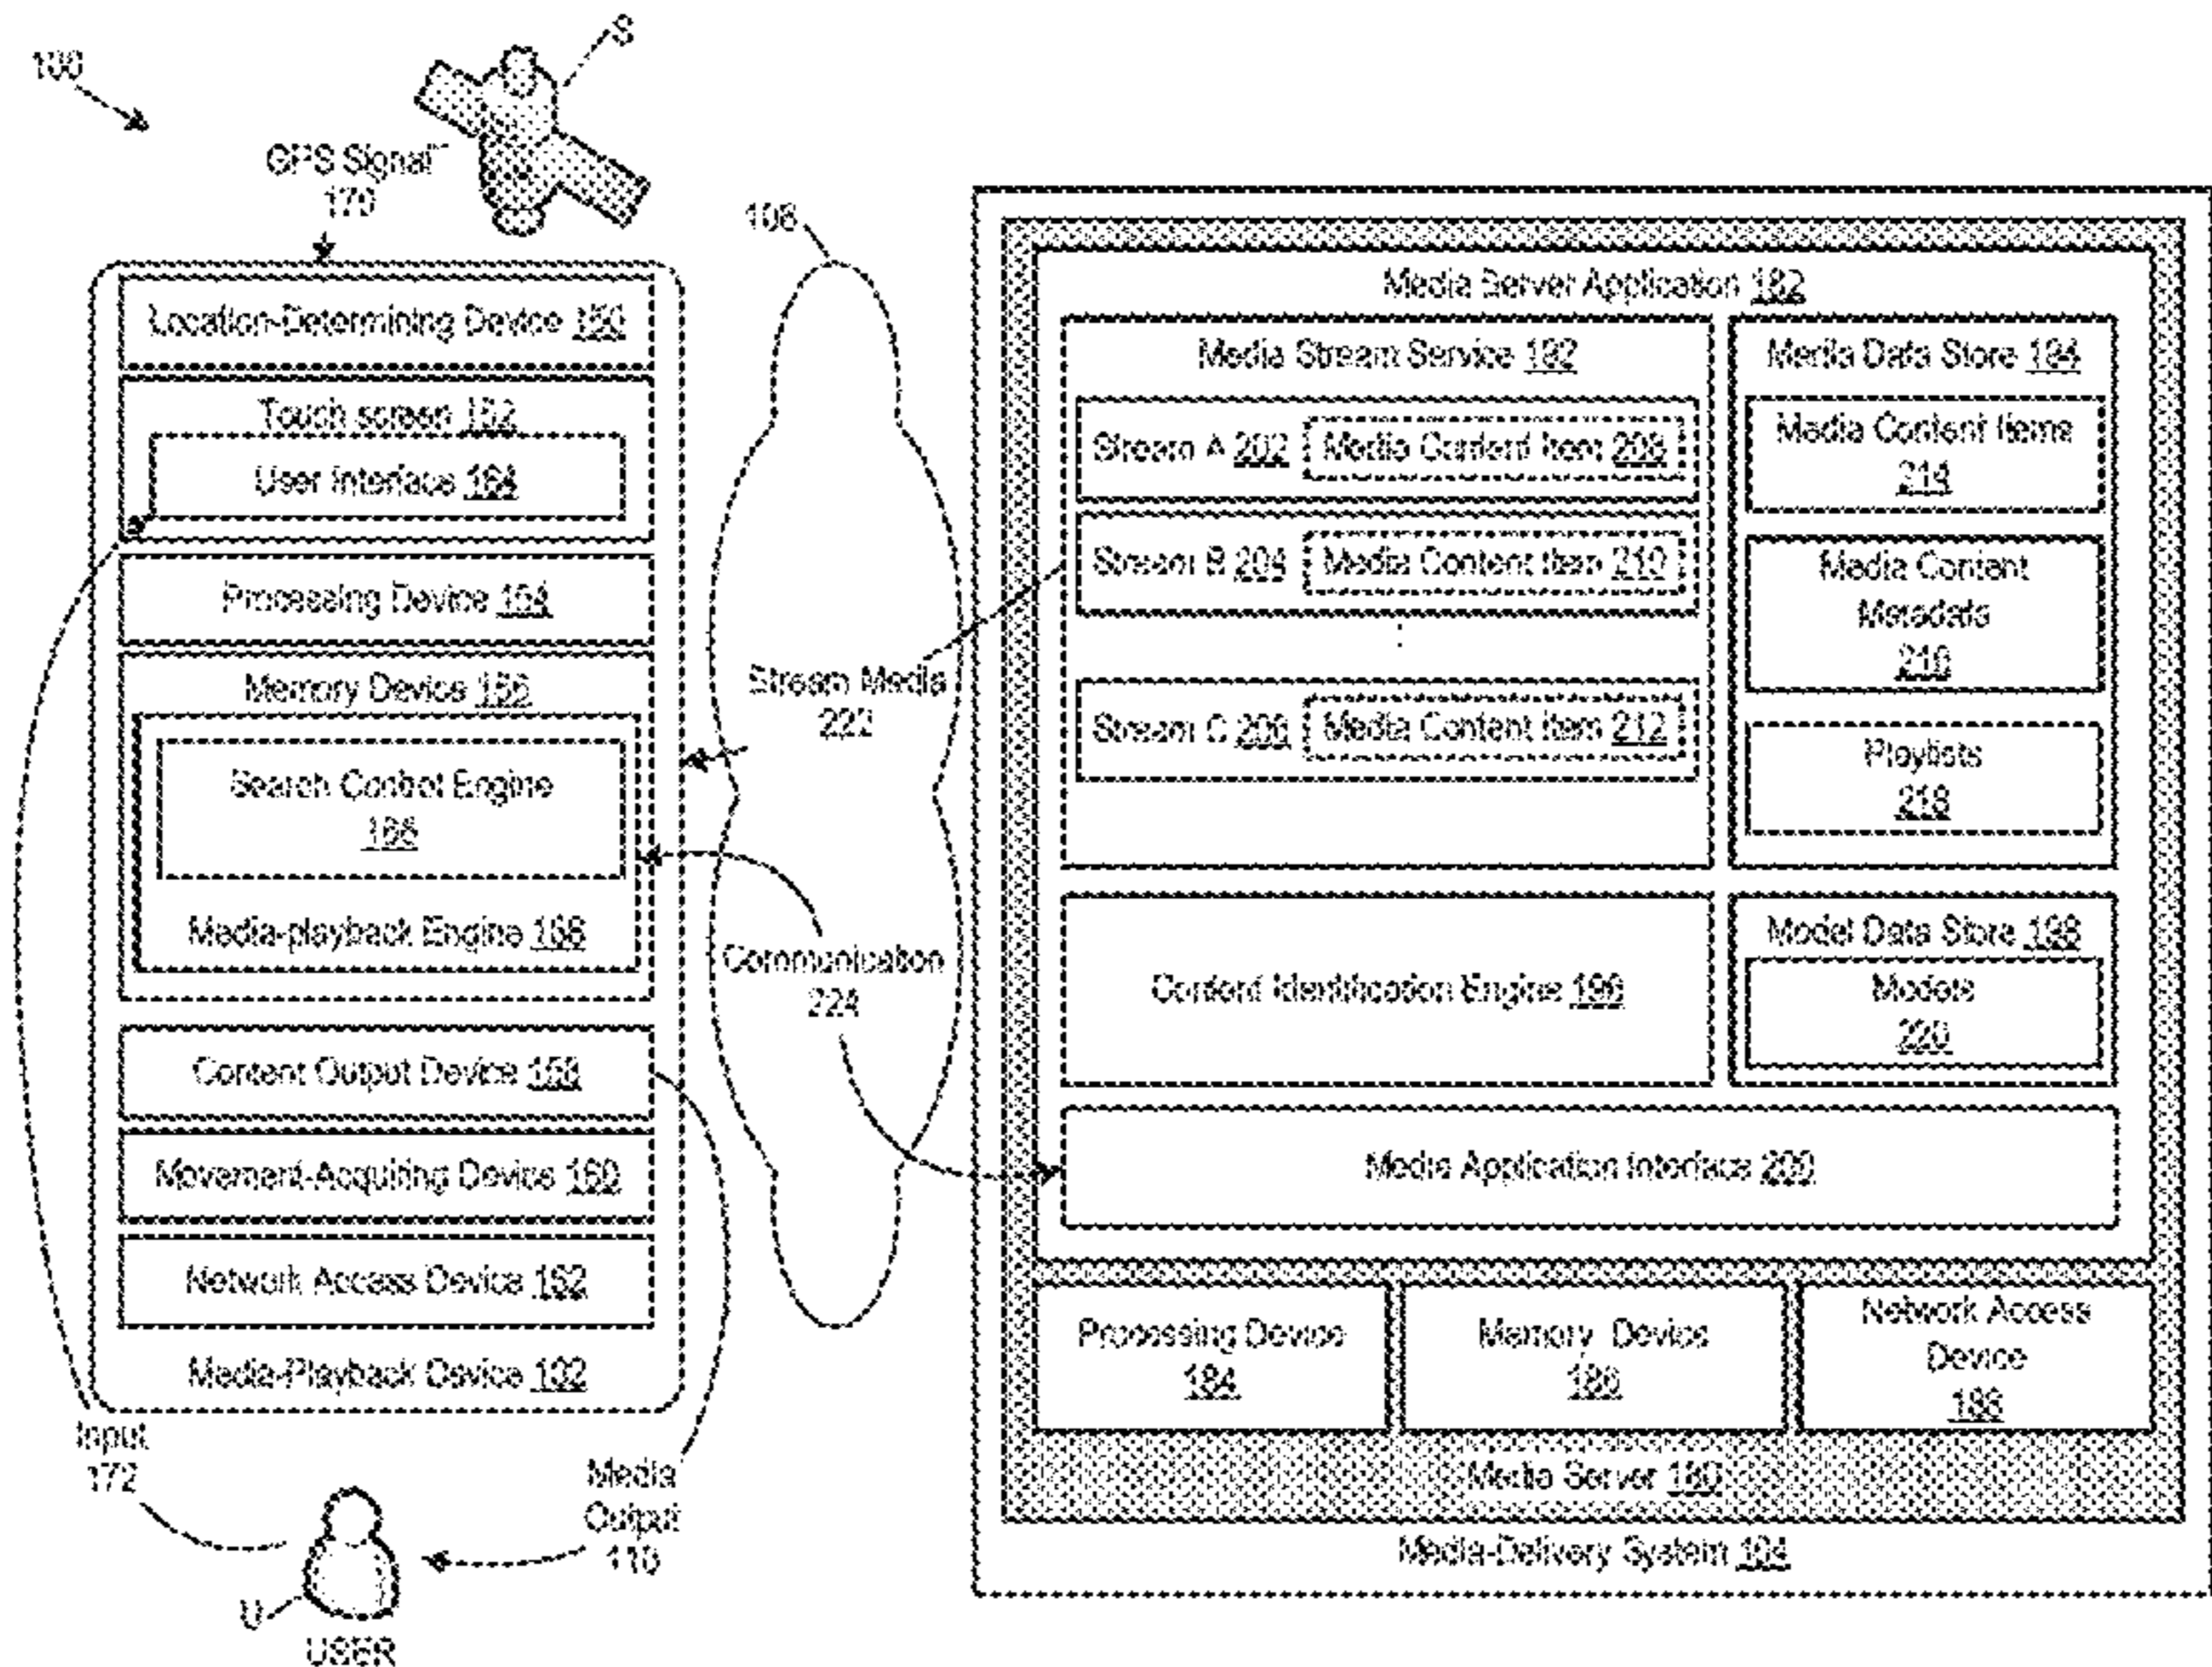 100
S
GPS Signal
170
106
Location-Determining Device 150
Touch screen 152
User Interface 164
Processing Device 154
Memory Device 156
Search Control Engine
Media-playback Engine
Content Output Device 158
Movement-Acquiring Device 160
Network Access Device 162
Media-Playback Device 102
Input
172
Media
Output
110
U
USER
Stream Media
222
Communication
224
Media Server Application 182
Media Stream Service 192
Stream A 202 Media Content Item 208
Stream B 204 Media Content Item 210
Stream C 206 Media Content Item 212
Media Data Store 194
Media Content Items
214
Media Content
Metadata
216
Playlists
218
Content Identification Engine 196
Model Data Store 198
Models
220
Media Application Interface 200
Processing Device
184
Memory Device
186
Network Access
Device
188
Media Server 180
Media-Delivery System 104